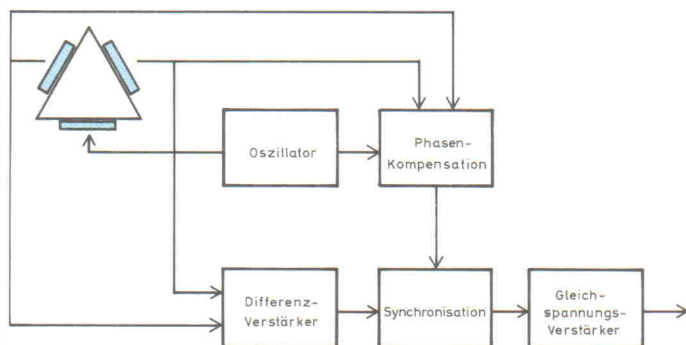 Oszillator
Phasen-
Kompensation
Differenz-
Verstärker
Synchronisation
Gleich-
spannungs-
Verstärker